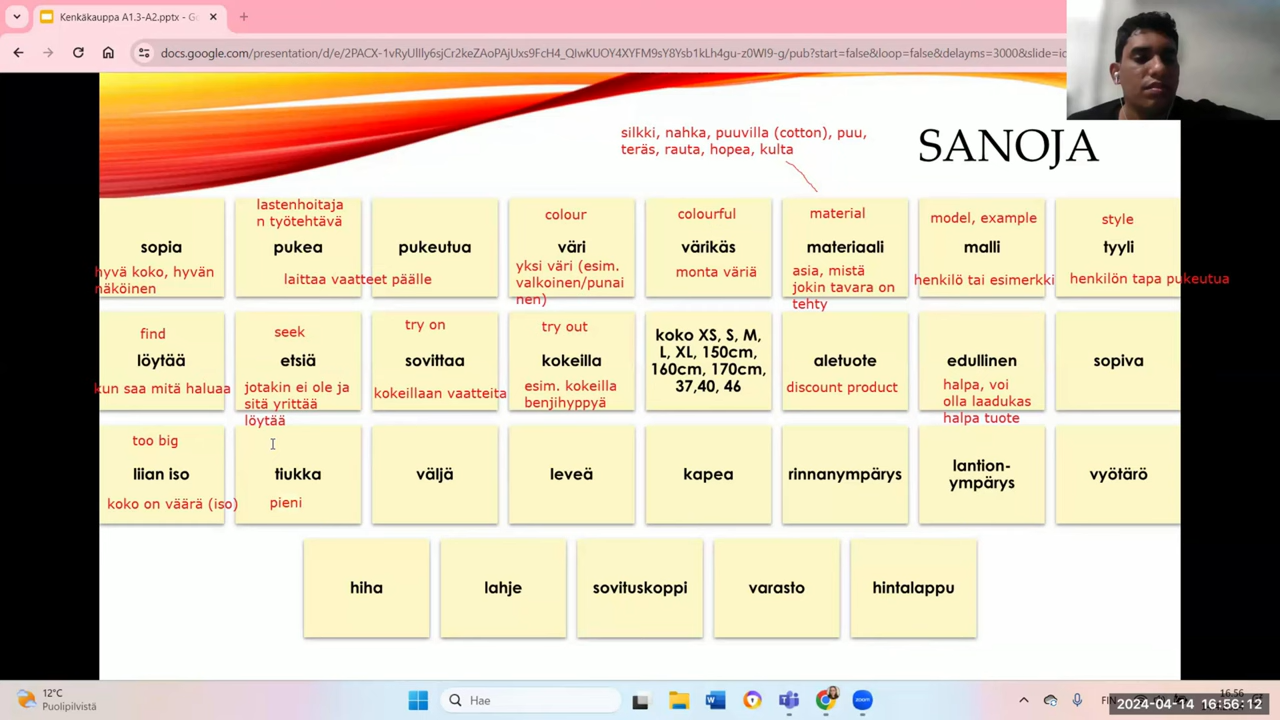 Kenkäkauppa A1.3-A2.pptx - Go
docs.google.com/presentation/d/e/2PACX-1vRyUllly6sjCr2keZAoPAjUxs9FcH4_QIwKUOY4XYFM9sY8Ysb1kLh4gu-z0WI9-g/pub?start=false&loop=false&delayms=3000&slide=ic
silkki, nahka, puuvilla (cotton), puu,
teräs, rauta, hopea, kulta
SANOJA
hyvä koko, hyvän
näköinen
sopia
lastenhoitaja
n työtehtävä
pukea
pukeutua
laittaa vaatteet päälle
colour
väri
yksi väri (esim.
valkoinen/punai
nen)
colourful
värikäs
monta väriä
material
materiaali
asia, mistä
jokin tavara on
tehty
model, example
malli
henkilö tai esimerkki
style
tyyli
henkilön tapa pukeutua
find
löytää
kun saa mitä haluaa
seek
etsiä
jotakin ei ole ja
sitä yrittää
löytää
try on
sovittaa
kokeillaan vaatteita
try out
kokeilla
esim. kokeilla
benjihyppyä
koko XS, S, M,
L, XL, 150cm,
160cm, 170cm,
37,40, 46
aletuote
discount product
edullinen
halpa, voi
olla laadukas
halpa tuote
sopiva
too big
liian iso
koko on väärä (iso)
tiukka
pieni
väljä
leveä
kapea
rinnanympärys
lantion-
ympärys
vyötärö
hiha
lahje
sovituskoppi
varasto
hintalappu
12°C
Puolipilvistä
Hae
FIN
16.56
2024-04-14 16:56:12